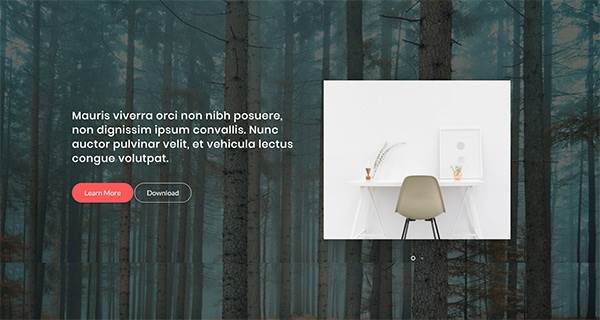 Mauris viverra orci non nibh posuere,
non dignissim ipsum convallis. Nunc
auctor pulvinar velit, et vehicula lectus
congue volutpat.
Learn More
Download